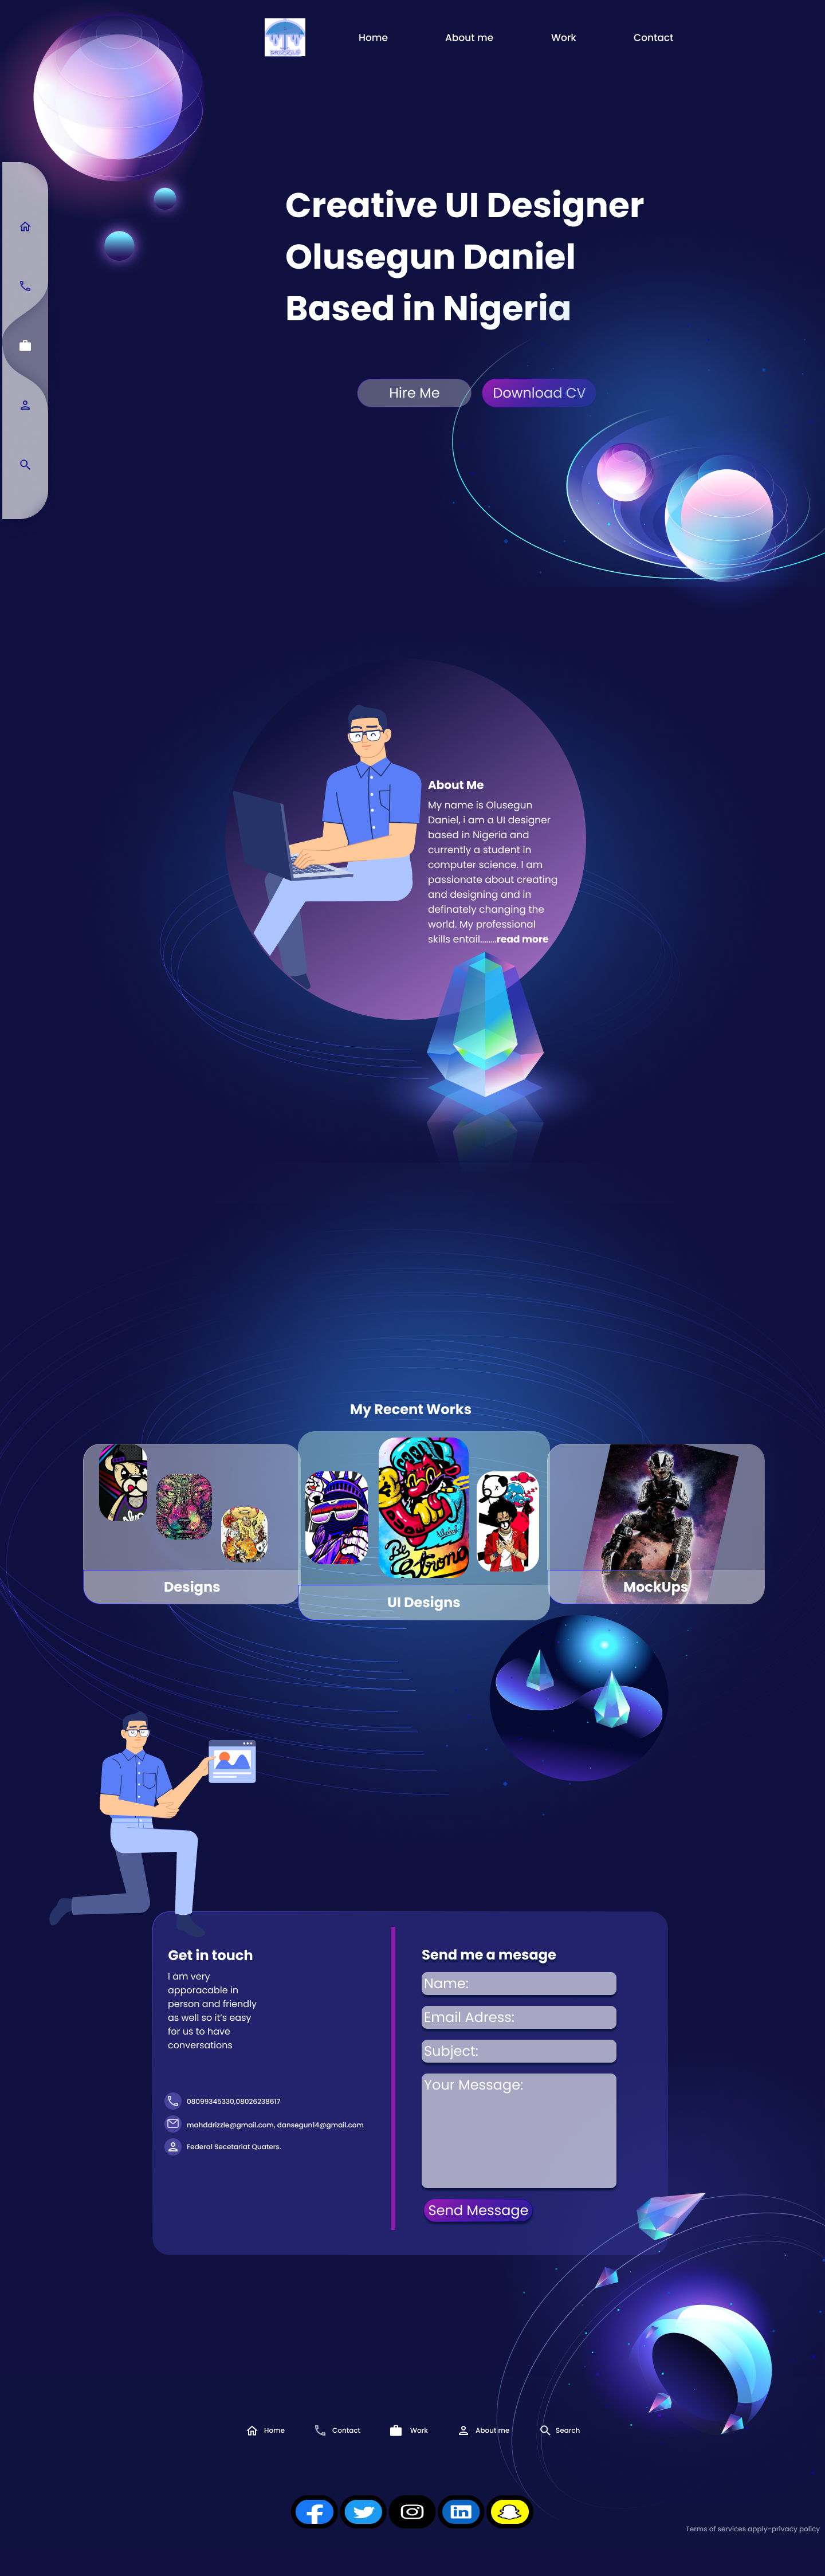 Home
About me
Work
Contact
Creative UI Designer
Olusegun Daniel
Based in Nigeria
Hire Me
Download CV
About Me
My name is Olusegun
Daniel, i am a UI designer
based in Nigeria and
currently a student in
computer science. I am
passionate about creating
and designing and in
definately changing the
world. My professional
skills entail........read more
My Recent Works
Designs
UI Designs
MockUps
Be
Strong
Get in touch
I am very
apporacable in
person and friendly
as well so it's easy
for us to have
conversations
08099345330,08026238617
mahddrizzle@gmail.com, dansegun14@gmail.com
Federal Secetariat Quaters.
Send me a mesage
Name:
Email Adress:
Subject:
Your Message:
Send Message
Home
Contact
Work
About me
Search
Terms of services apply-privacy policy